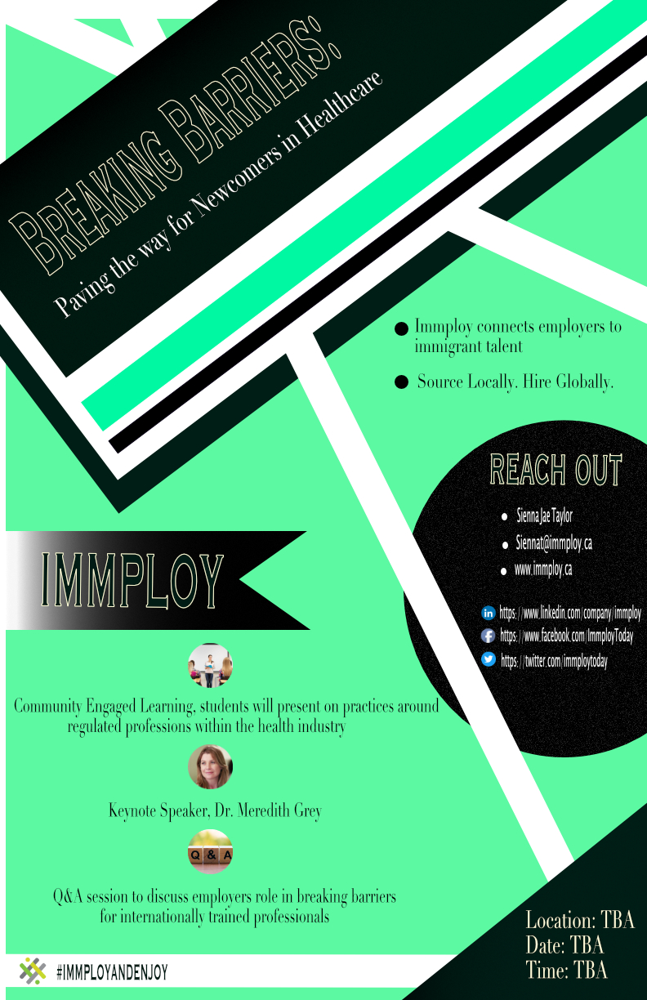 BREAKING BARRIERS:
Paving the way for Newcomers in Healthcare
Immploy connects employers to
immigrant talent
Source Locally. Hire Globally.
REACH OUT
Sienna Jae Taylor
Siennat@immploy.ca
www.immploy.ca
in https://www.linkedin.com/company/immploy
f https://www.facebook.com/ImmployToday
https://twitter.com/immploytoday
IMMPLOY
Community Engaged Learning, students will present on practices around
regulated professions within the health industry
Keynote Speaker, Dr. Meredith Grey
Q & A
Q&A session to discuss employers role in breaking barriers
for internationally trained professionals
Location: TBA
Date: TBA
Time: TBA
#IMMPLOYANDENJOY